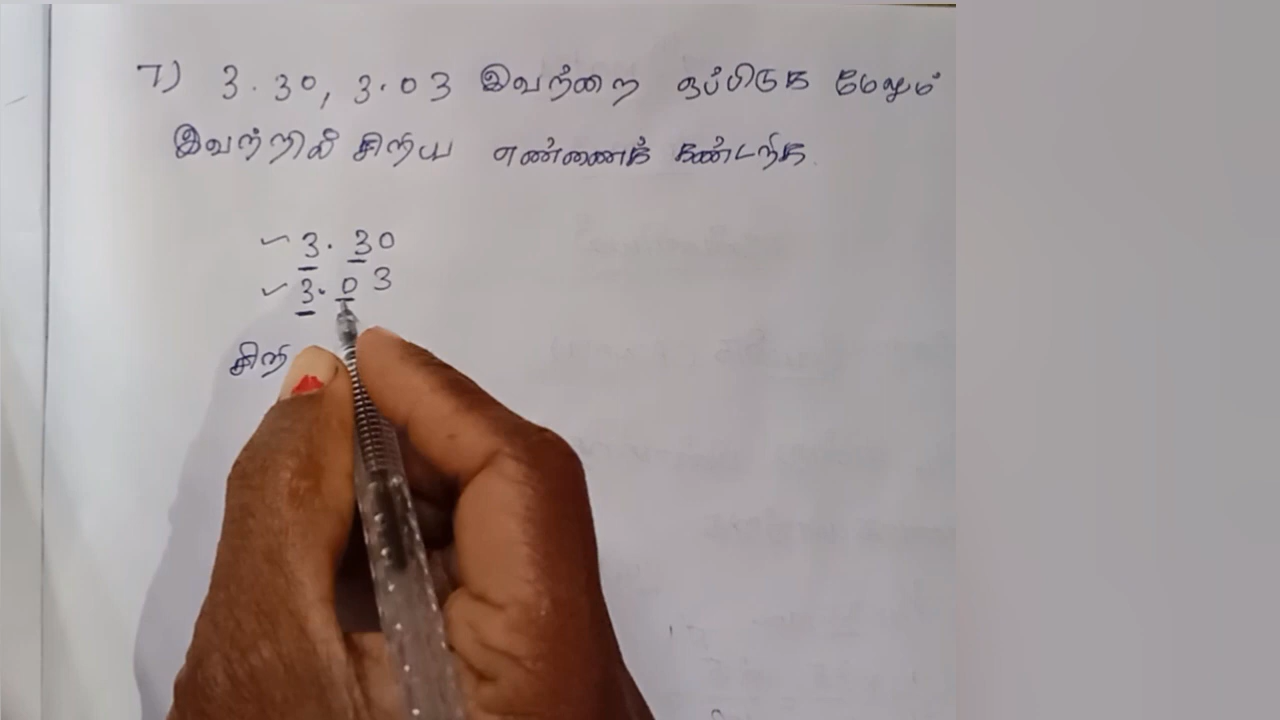 7) 3.30, 3.03 இவற்றை ஒப்பிடுக மேலும்
இவற்றில் சிறிய எண்ணைக் கண்டறிக.
✓ 3.30
✓ 3.03
சிறி